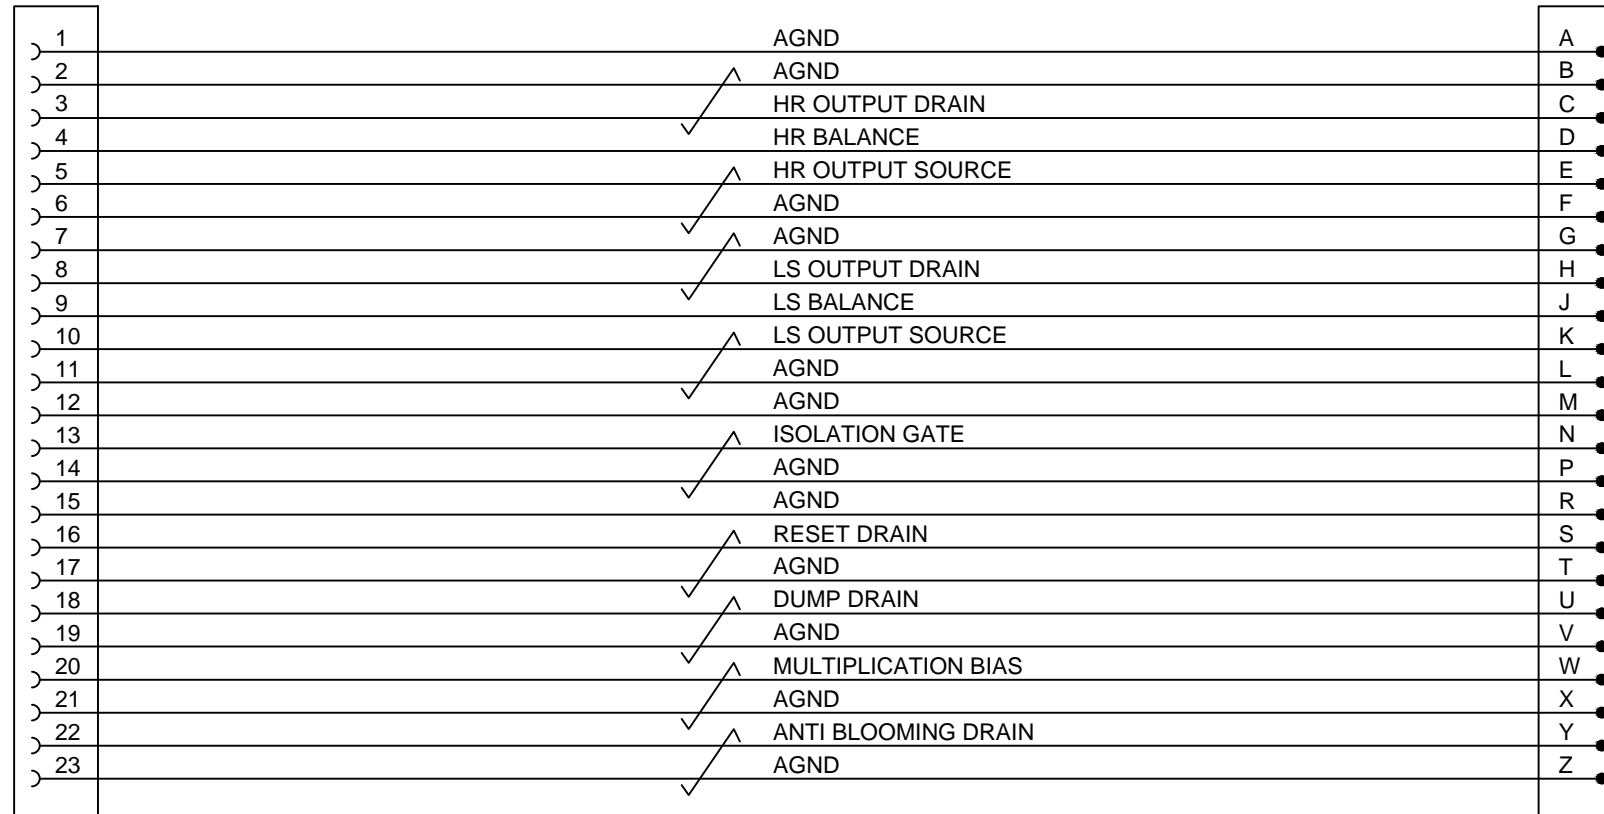 1 AGND A
2 AGND B
3 HR OUTPUT DRAIN C
4 HR BALANCE D
5 HR OUTPUT SOURCE E
6 AGND F
7 AGND G
8 LS OUTPUT DRAIN H
9 LS BALANCE J
10 LS OUTPUT SOURCE K
11 AGND L
12 AGND M
13 ISOLATION GATE N
14 AGND P
15 AGND R
16 RESET DRAIN S
17 AGND T
18 DUMP DRAIN U
19 AGND V
20 MULTIPLICATION BIAS W
21 AGND X
22 ANTI BLOOMING DRAIN Y
23 AGND Z